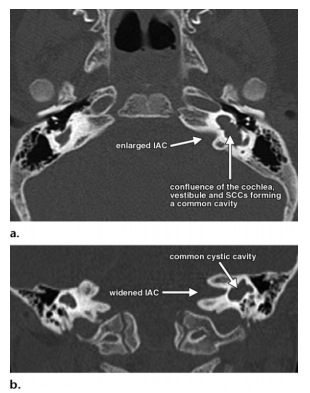 enlarged IAC
confluence of the cochlea,
vestibule and SCCs forming
a common cavity
a.
common cystic cavity
widened IAC
b.